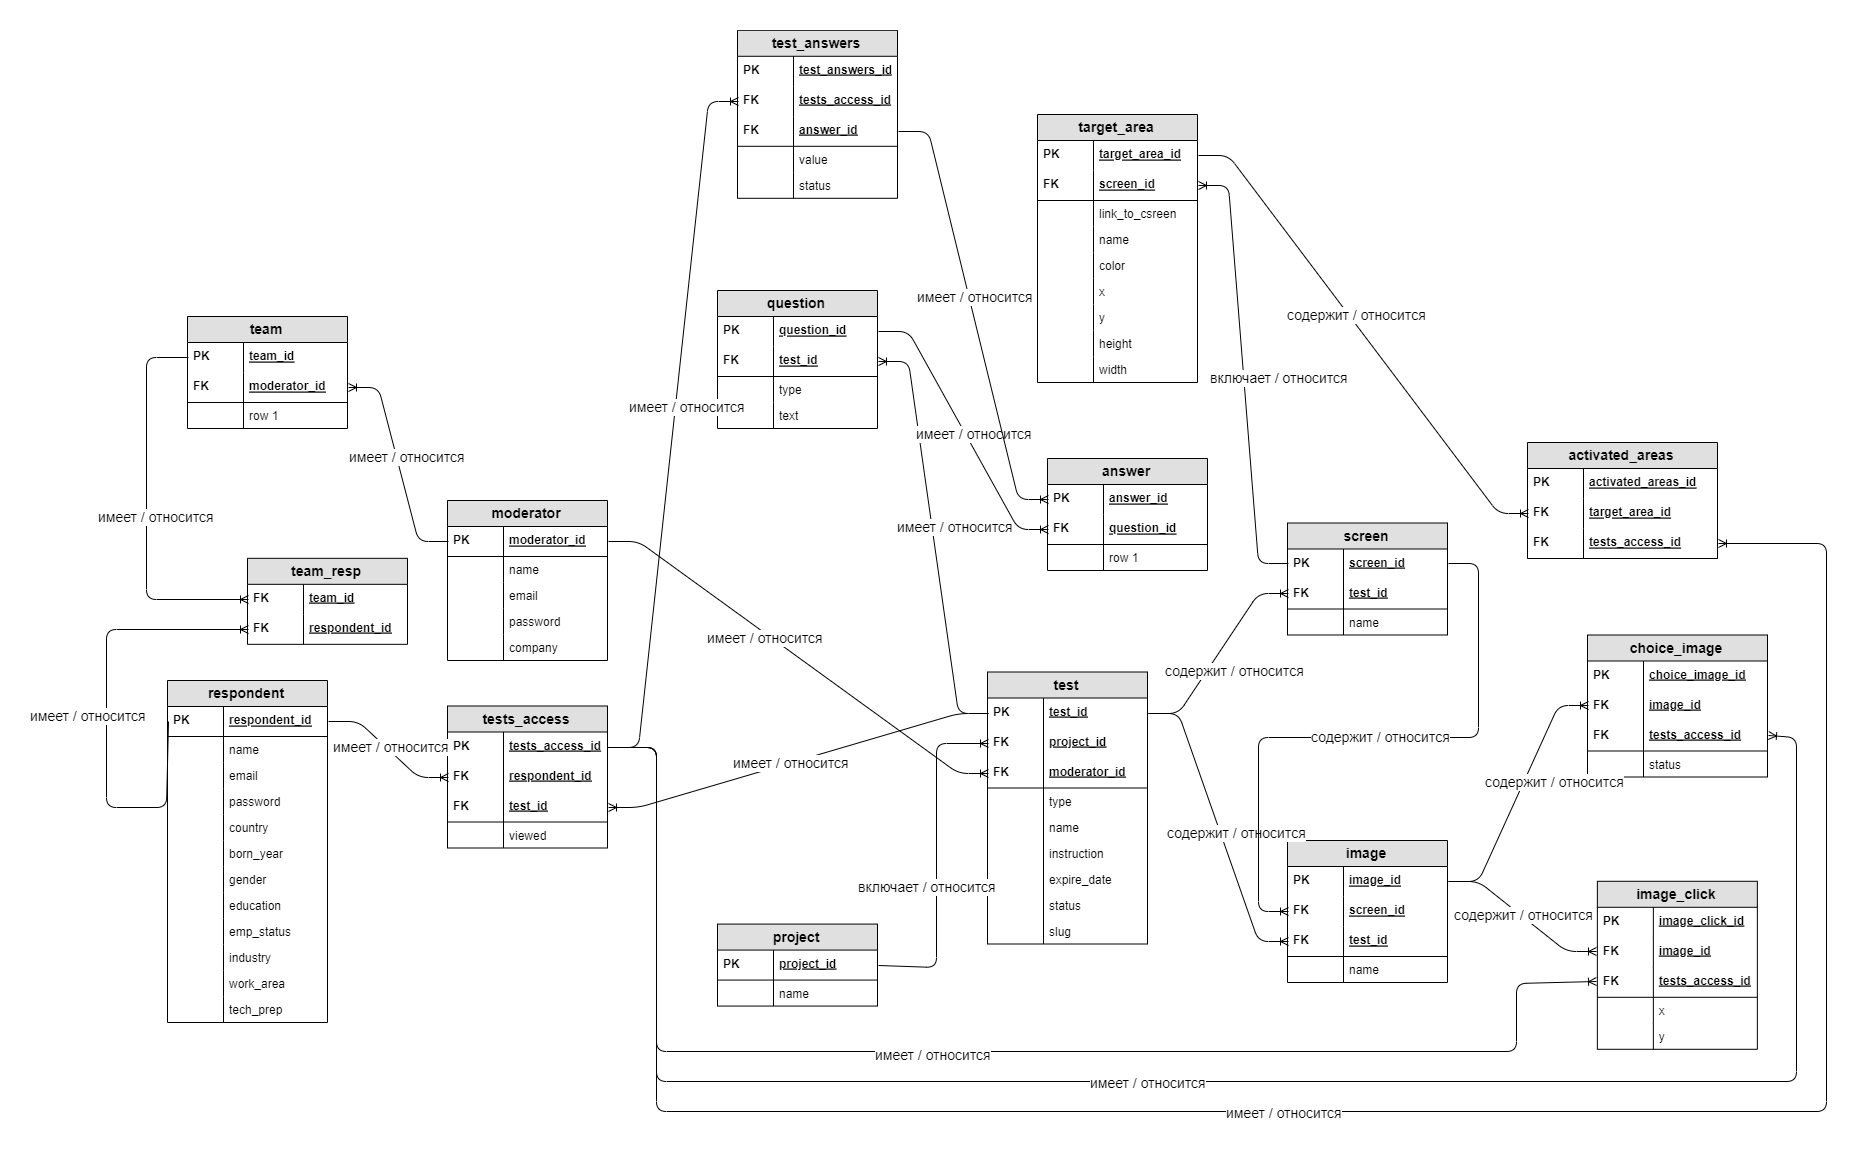 test_answers
PK test_answers_id
FK tests_access_id
FK answer_id
value
status
target_area
PK target_area_id
FK screen_id
link_to_csreen
name
color
x
y
height
width
question
PK question_id
FK test_id
type
text
имеет / относится
содержит / относится
team
PK team_id
FK moderator_id
row 1
включает / относится
имеет / относится
имеет / относится
имеет / относится
answer
PK answer_id
FK question_id
row 1
activated_areas
PK activated_areas_id
FK target_area_id
FK tests_access_id
имеет / относится
имеет / относится
имеет / относится
moderator
PK moderator_id
name
email
password
company
screen
PK screen_id
FK test_id
name
team_resp
FK team_id
FK respondent_id
имеет / относится
содержит / относится
choice_image
PK choice_image_id
FK image_id
FK tests_access_id
status
test
PK test_id
FK project_id
FK moderator_id
type
name
instruction
expire_date
status
slug
respondent
PK respondent_id
name
email
password
country
born_year
gender
education
emp_status
industry
work_area
tech_prep
имеет / относится
имеет / относится
tests_access
PK tests_access_id
FK respondent_id
FK test_id
viewed
имеет / относится
содержит / относится
содержит / относится
содержит / относится
image
PK image_id
FK screen_id
FK test_id
name
включает / относится
содержит / относится
image_click
PK image_click_id
FK image_id
FK tests_access_id
x
y
project
PK project_id
name
имеет / относится
имеет / относится
имеет / относится